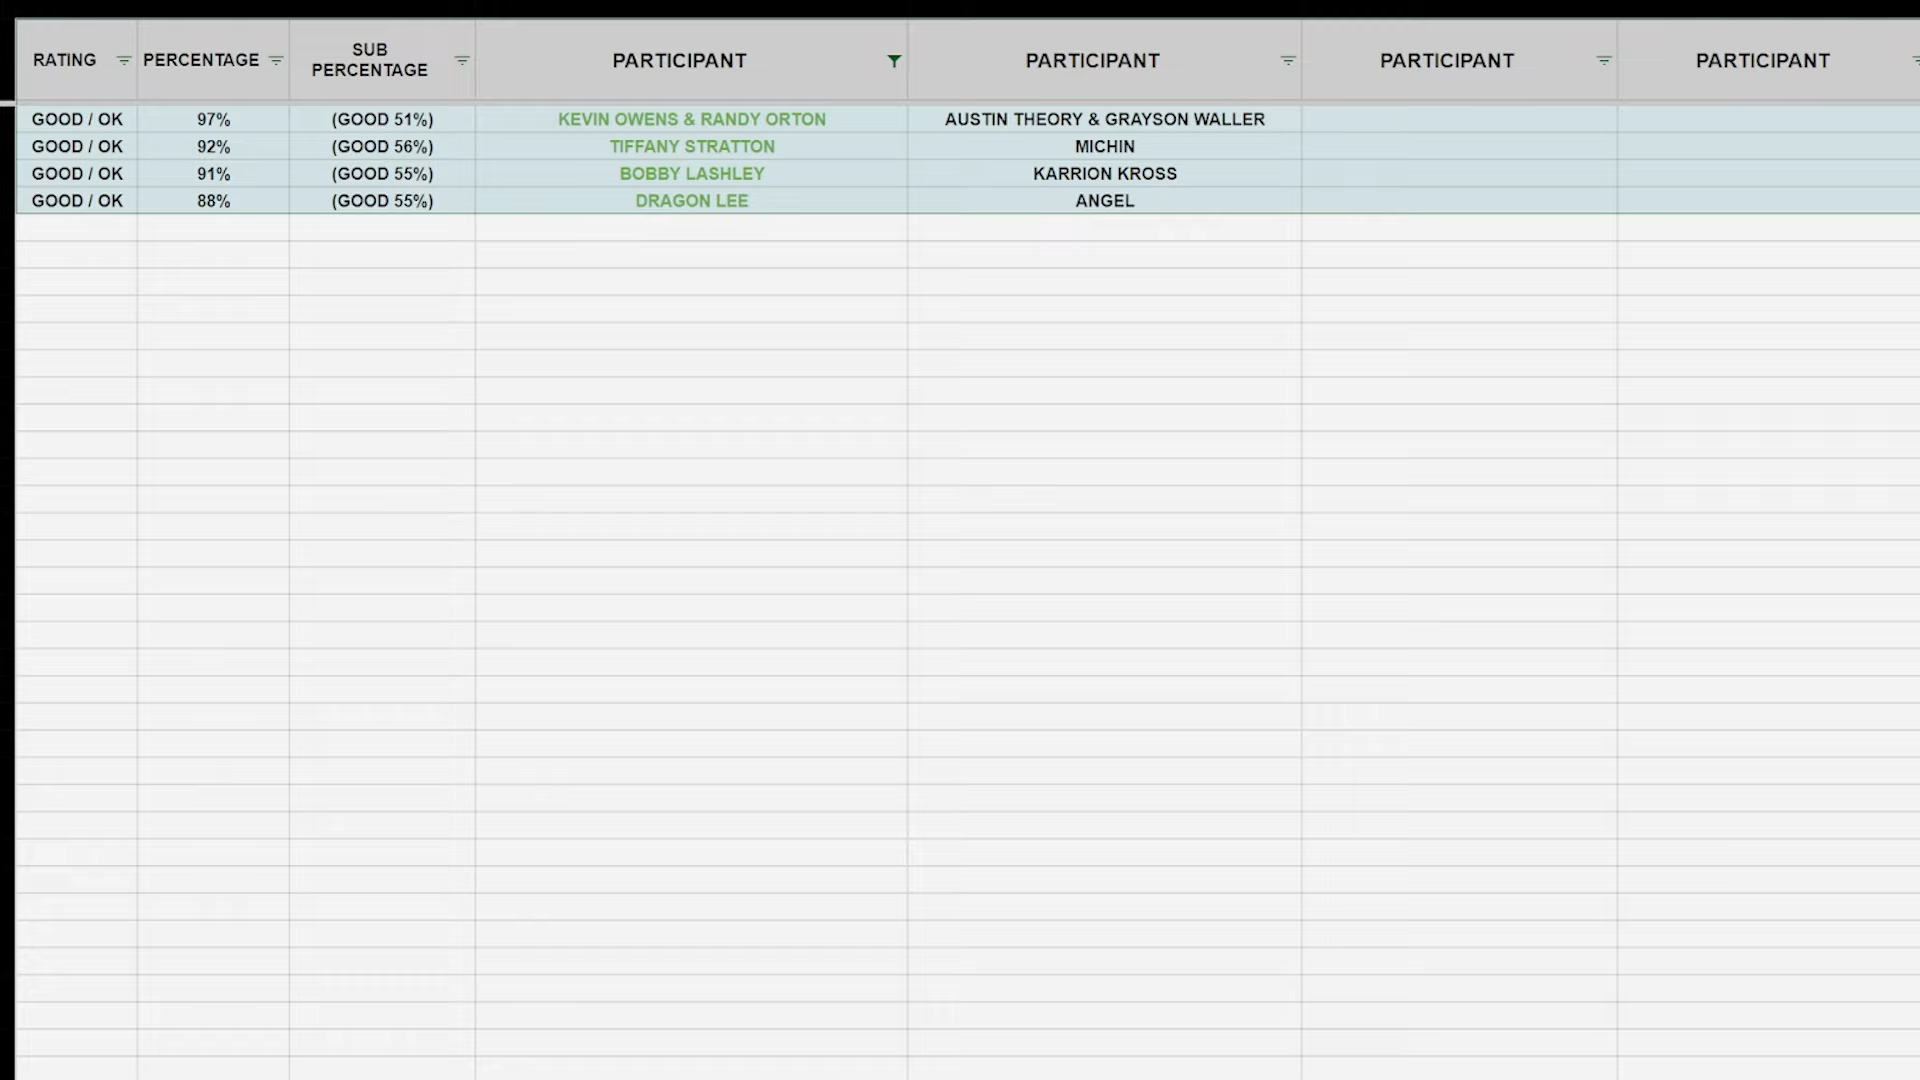 RATING PERCENTAGE SUB PERCENTAGE PARTICIPANT PARTICIPANT PARTICIPANT PARTICIPANT
GOOD / OK 97% (GOOD 51%) KEVIN OWENS & RANDY ORTON AUSTIN THEORY & GRAYSON WALLER
GOOD / OK 92% (GOOD 56%) TIFFANY STRATTON MICHIN
GOOD / OK 91% (GOOD 55%) BOBBY LASHLEY KARRION KROSS
GOOD / OK 88% (GOOD 55%) DRAGON LEE ANGEL